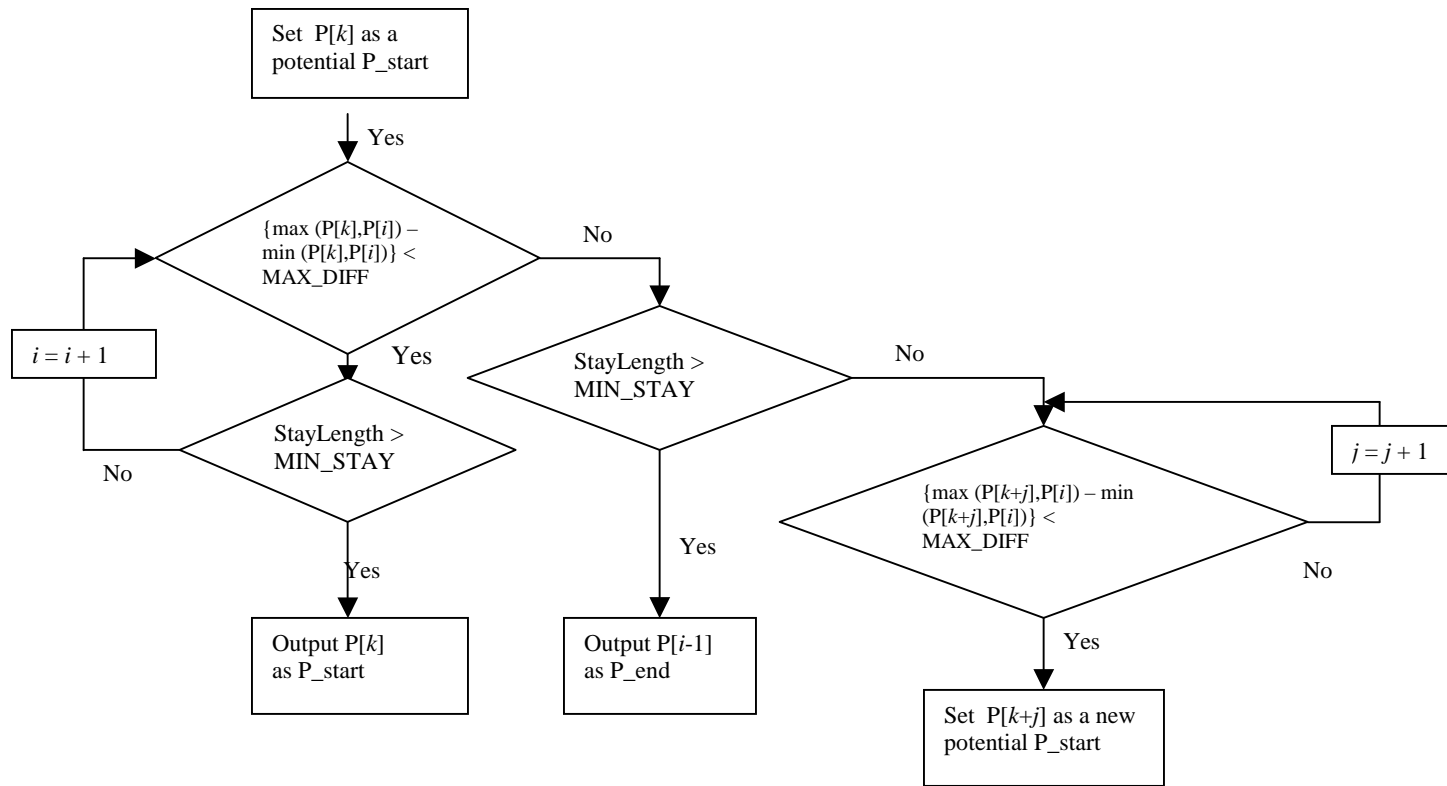 Set P[k] as a
potential P_start
Yes
{max (P[k],P[i]) –
min (P[k],P[i])} <
MAX_DIFF
No
i = i + 1
Yes
StayLength >
MIN_STAY
No
StayLength >
MIN_STAY
No
j = j + 1
{max (P[k+j],P[i]) – min
(P[k+j],P[i])} <
MAX_DIFF
No
Yes
Yes
Output P[k]
as P_start
Output P[i-1]
as P_end
Yes
Set P[k+j] as a new
potential P_start